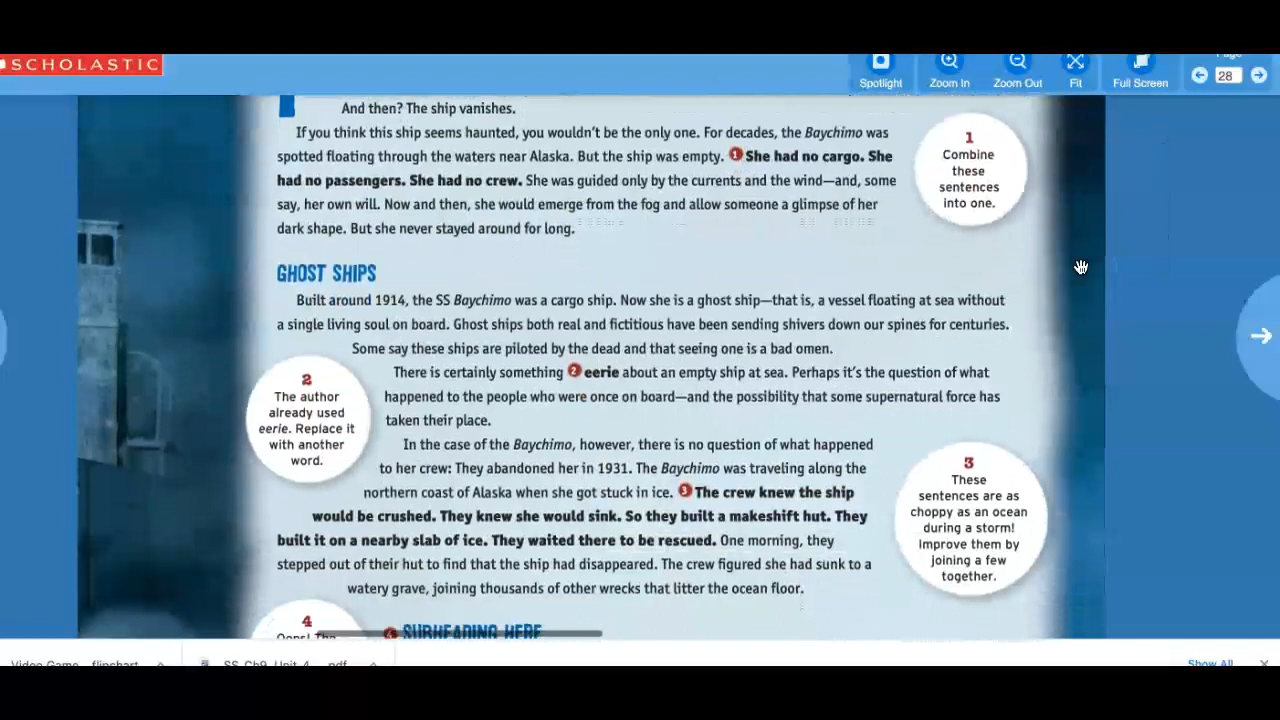 SCHOLASTIC
Spotlight
Zoom In
Zoom Out
Fit
Full Screen
Page
28
And then? The ship vanishes.
If you think this ship seems haunted, you wouldn't be the only one. For decades, the Baychimo was
spotted floating through the waters near Alaska. But the ship was empty. 1 She had no cargo. She
had no passengers. She had no crew. She was guided only by the currents and the wind—and, some
say, her own will. Now and then, she would emerge from the fog and allow someone a glimpse of her
dark shape. But she never stayed around for long.
1
Combine
these
sentences
into one.
GHOST SHIPS
Built around 1914, the SS Baychimo was a cargo ship. Now she is a ghost ship—that is, a vessel floating at sea without
a single living soul on board. Ghost ships both real and fictitious have been sending shivers down our spines for centuries.
Some say these ships are piloted by the dead and that seeing one is a bad omen.
There is certainly something 2 eerie about an empty ship at sea. Perhaps it's the question of what
happened to the people who were once on board—and the possibility that some supernatural force has
taken their place.
2
The author
already used
eerie. Replace it
with another
word.
In the case of the Baychimo, however, there is no question of what happened
to her crew: They abandoned her in 1931. The Baychimo was traveling along the
northern coast of Alaska when she got stuck in ice. 3 The crew knew the ship
would be crushed. They knew she would sink. So they built a makeshift hut. They
built it on a nearby slab of ice. They waited there to be rescued. One morning, they
stepped out of their hut to find that the ship had disappeared. The crew figured she had sunk to a
watery grave, joining thousands of other wrecks that litter the ocean floor.
3
These
sentences are as
choppy as an ocean
during a storm!
Improve them by
joining a few
together.
4
Oops! The
4 SUBHEADING HERE
Video Game....flipchart
SS_Ch9_Unit_4....pdf
Show All